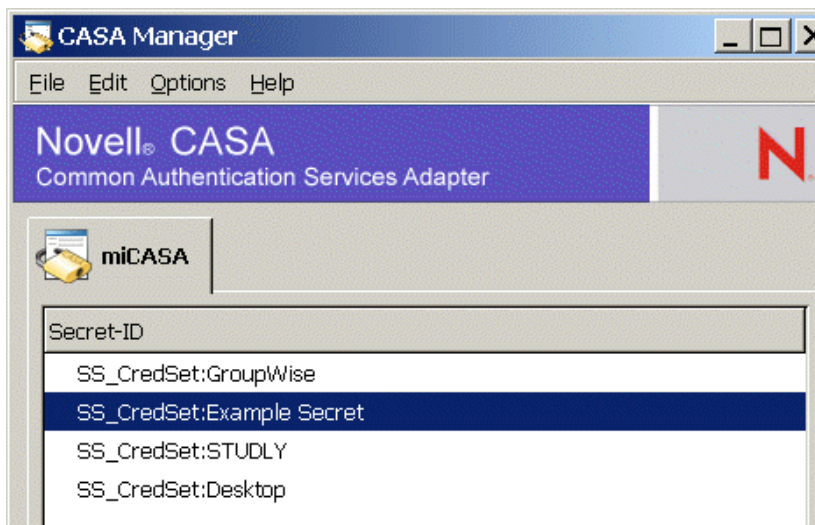 CASA Manager
File Edit Options Help
Novell® CASA
N.
Common Authentication Services Adapter
miCASA
Secret-ID
SS_CredSet:GroupWise
SS_CredSet:Example Secret
SS_CredSet:STUDLY
SS_CredSet:Desktop